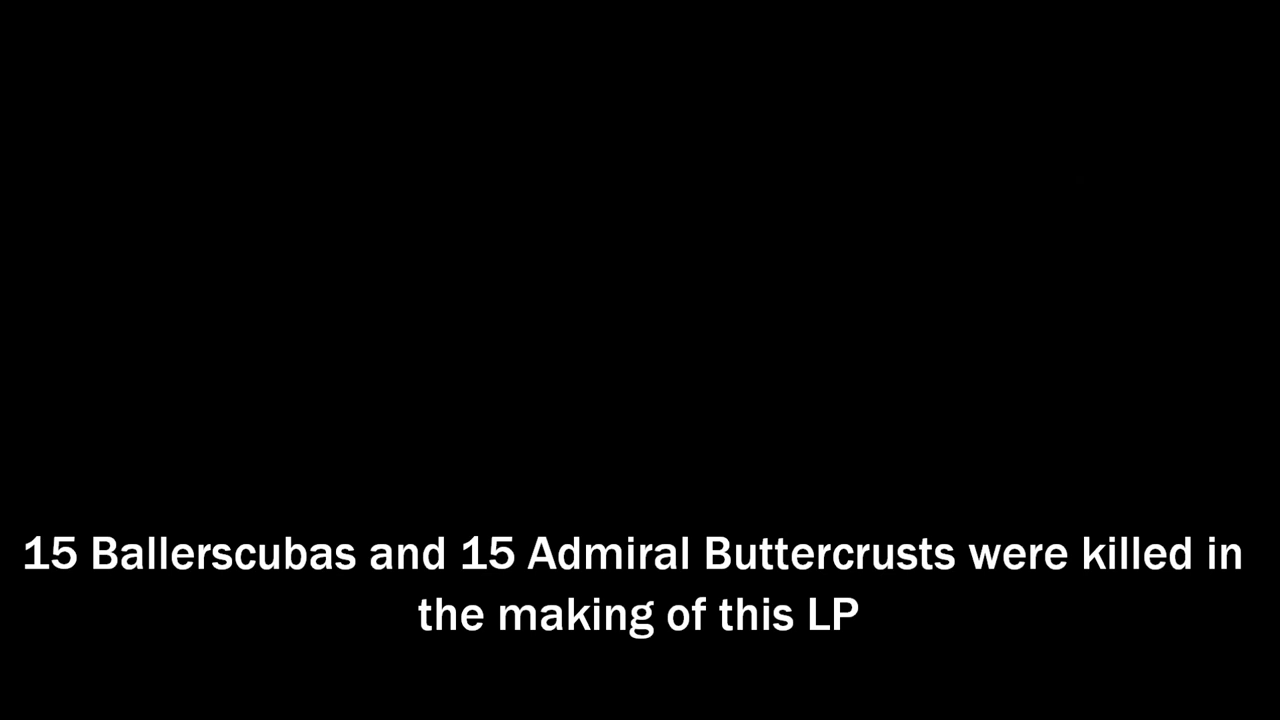 15 Ballerscubas and 15 Admiral Buttercrusts were killed in
the making of this LP